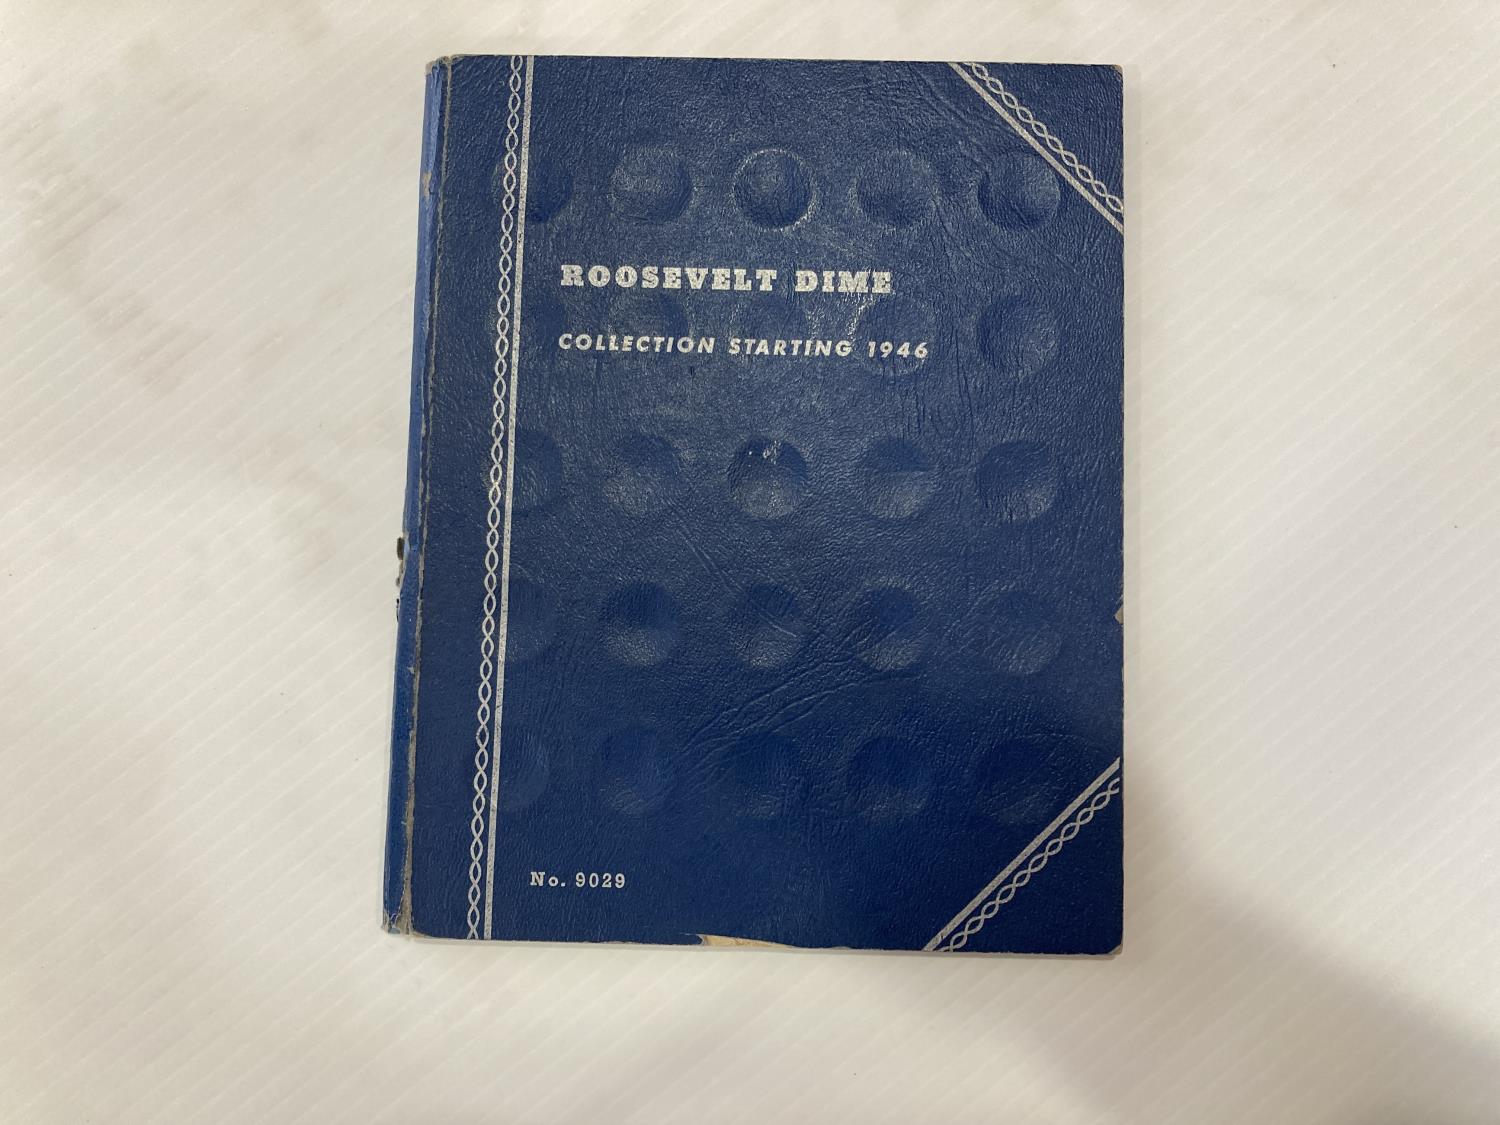 ROOSEVELT DIME
COLLECTION STARTING 1946
No. 9029